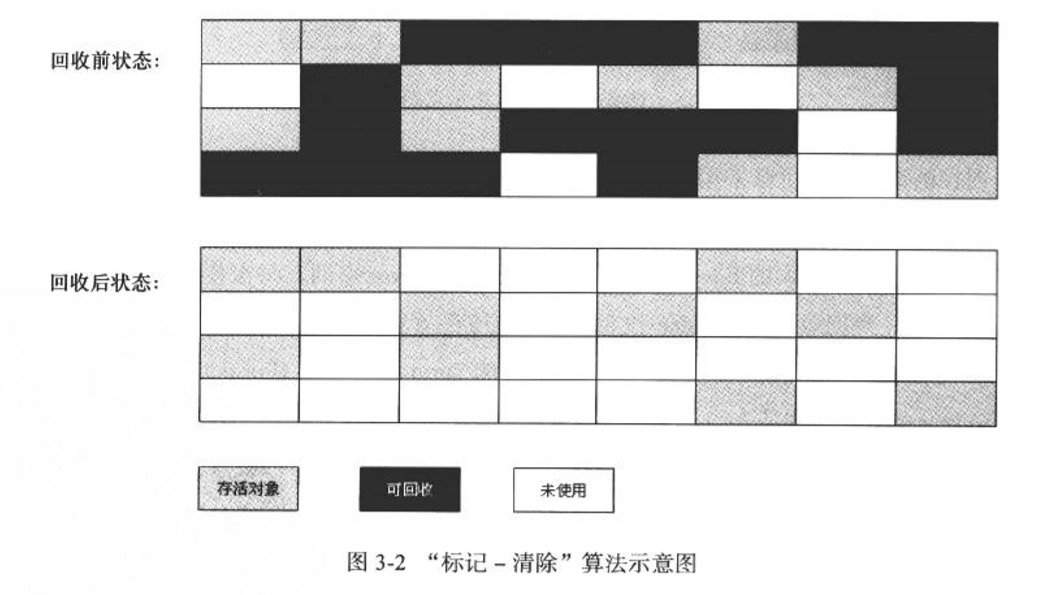 回收前状态:
回收后状态:
存活对象
可回收
未使用
图 3-2 “标记 – 清除”算法示意图